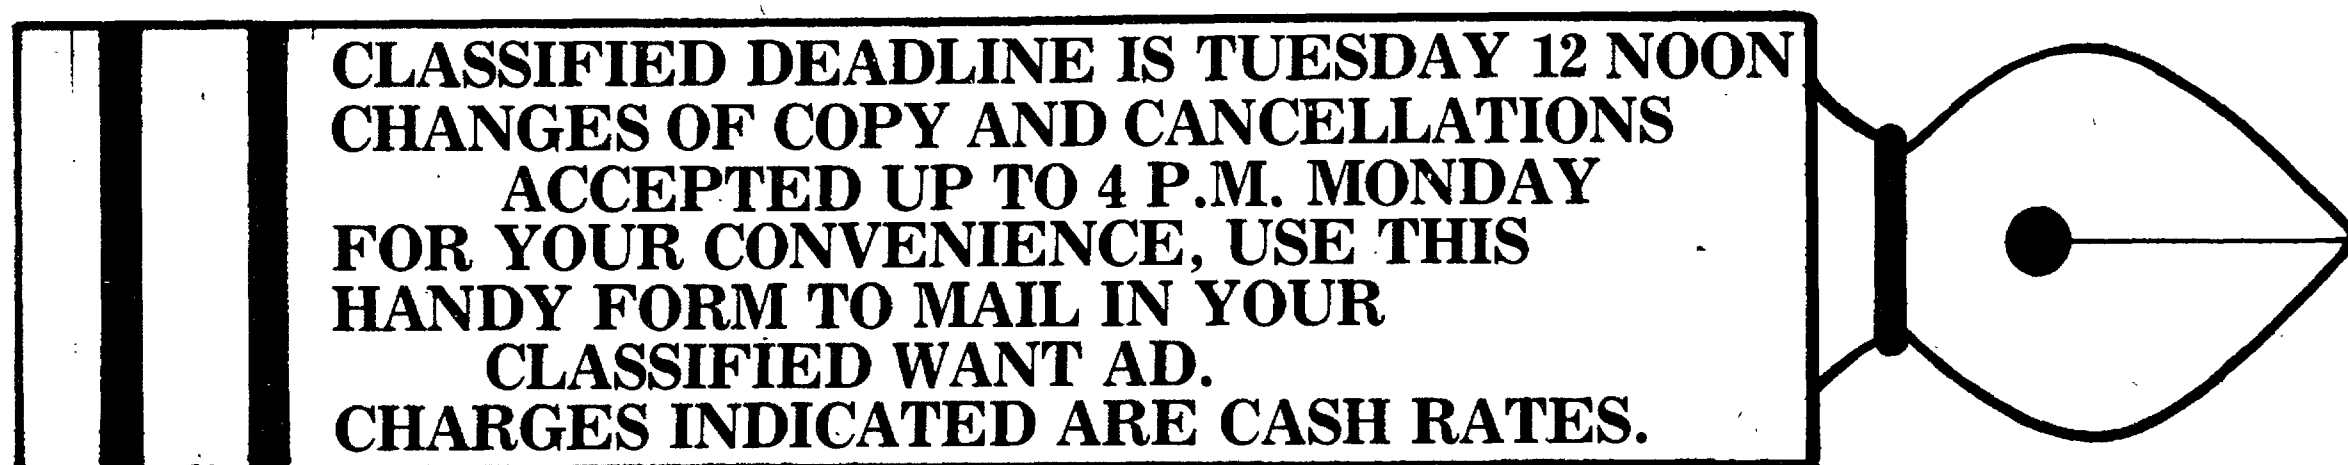 CLASSIFIED DEADLINE IS TUESDAY 12 NOON
CHANGES OF COPY AND CANCELLATIONS
ACCEPTED UP TO 4 P.M. MONDAY
FOR YOUR CONVENIENCE, USE THIS
HANDY FORM TO MAIL IN YOUR
CLASSIFIED WANT AD.
CHARGES INDICATED ARE CASH RATES.